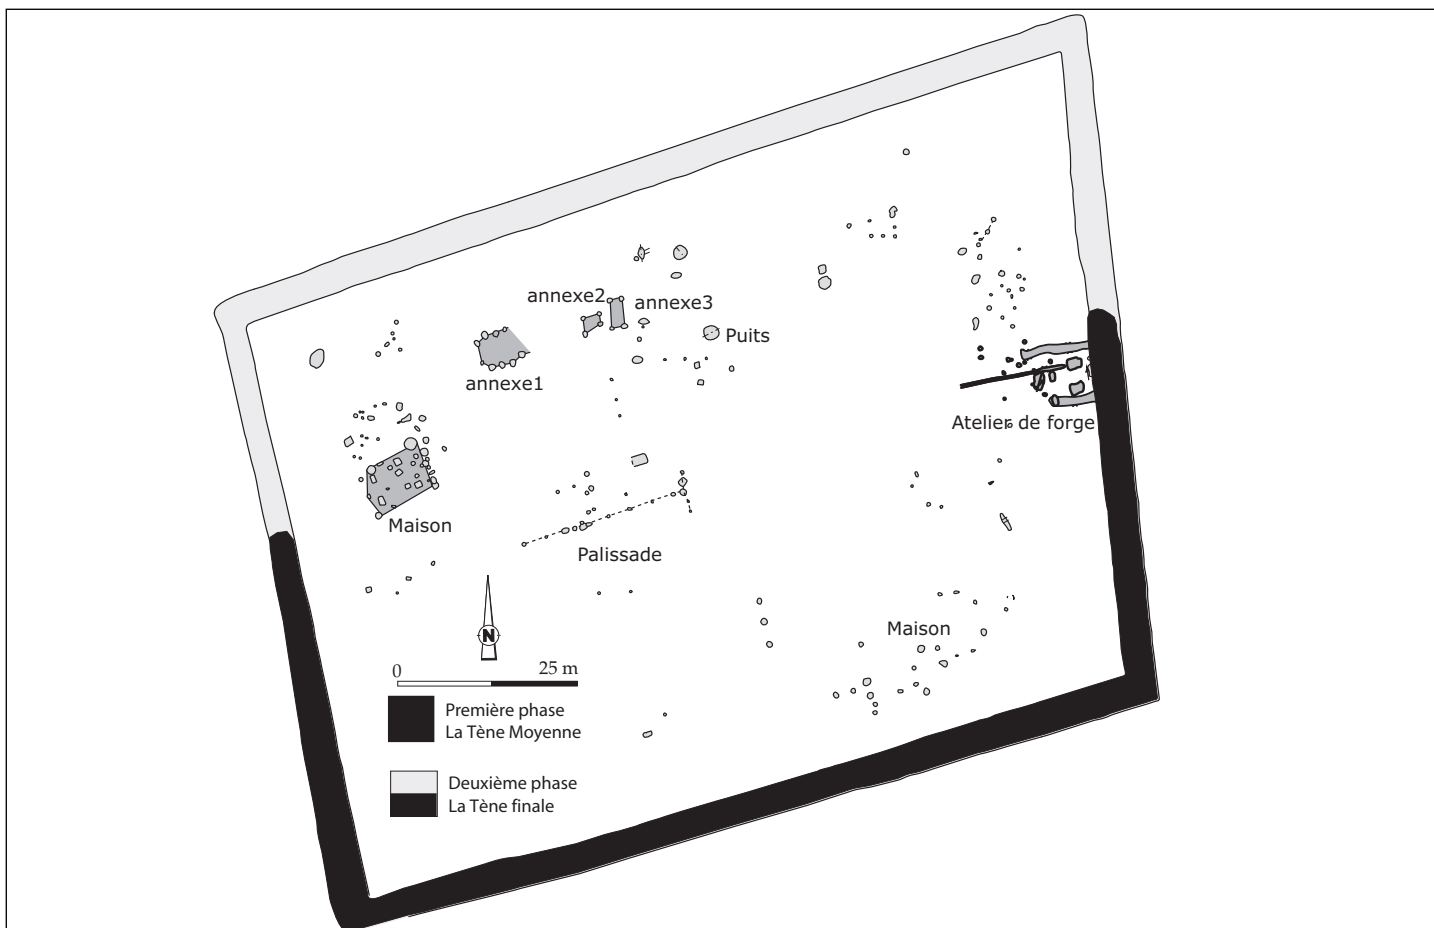 annexe2
annexe3
Puits
annexe1
Atelier de forge
Maison
Palissade
N
Maison
0 25 m
Première phase
La Tène Moyenne
Deuxième phase
La Tène finale